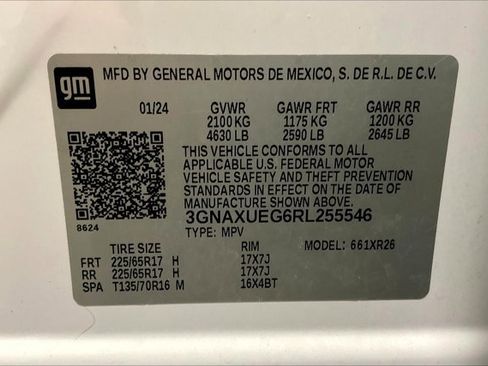 gm MFD BY GENERAL MOTORS DE MEXICO, S. DE R.L. DE C.V.
01/24 GVWR GAWR FRT GAWR RR
2100 KG 1175 KG 1200 KG
4630 LB 2590 LB 2645 LB
THIS VEHICLE CONFORMS TO ALL
APPLICABLE U.S. FEDERAL MOTOR
VEHICLE SAFETY AND THEFT PREVENTION
STANDARDS IN EFFECT ON THE DATE OF
MANUFACTURE SHOWN ABOVE.
3GNAXUEG6RL255546
8624 TYPE: MPV
TIRE SIZE RIM MODEL: 661XR26
FRT 225/65R17 H 17X7J
RR 225/65R17 H 17X7J
SPA T135/70R16 M 16X4BT